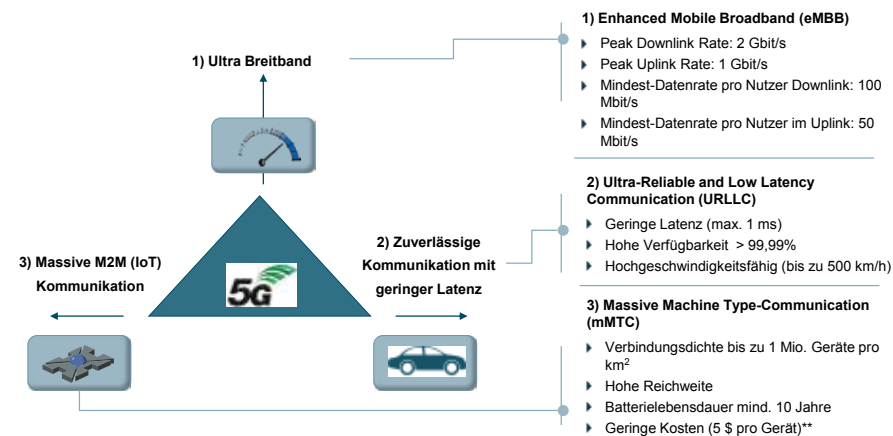 1) Ultra Breitband
5G
2) Zuverlässige
Kommunikation mit
geringer Latenz
3) Massive M2M (IoT)
Kommunikation
1) Enhanced Mobile Broadband (eMBB)
Peak Downlink Rate: 2 Gbit/s
Peak Uplink Rate: 1 Gbit/s
Mindest-Datenrate pro Nutzer Downlink: 100
Mbit/s
Mindest-Datenrate pro Nutzer im Uplink: 50
Mbit/s
2) Ultra-Reliable and Low Latency
Communication (URLLC)
Geringe Latenz (max. 1 ms)
Hohe Verfügbarkeit > 99,99%
Hochgeschwindigkeitsfähig (bis zu 500 km/h)
3) Massive Machine Type-Communication
(mMTC)
Verbindungsdichte bis zu 1 Mio. Geräte pro
km²
Hohe Reichweite
Batterielebensdauer mind. 10 Jahre
Geringe Kosten (5 $ pro Gerät)**